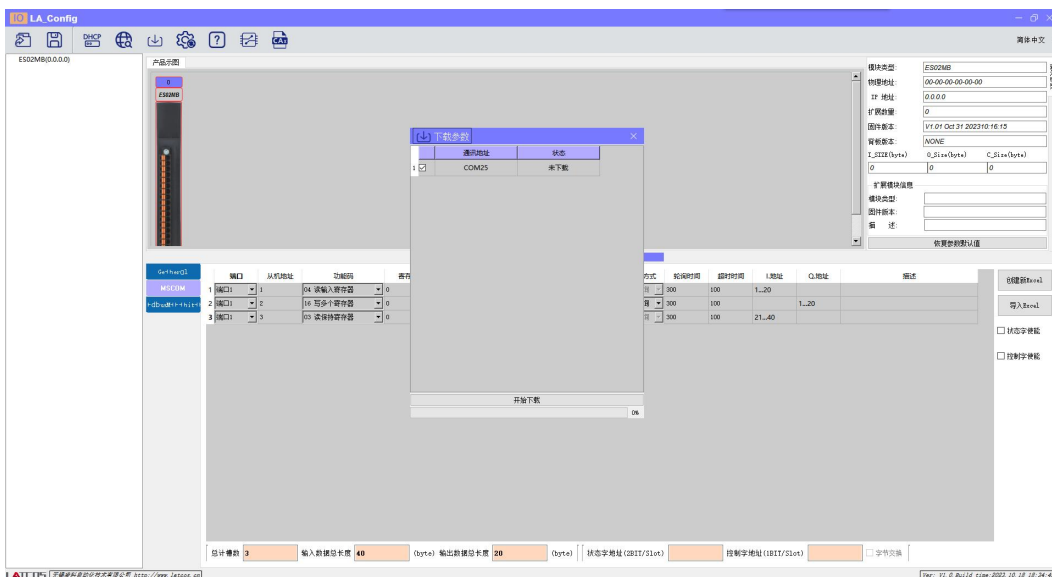 IO LA_Config
DHCP
简体中文
ES02MB(0.0.0.0)
产品示图
0
ES02MB
模块类型: ES02MB
物理地址: 00-00-00-00-00-00
IP 地址: 0.0.0.0
扩展数量: 0
固件版本: V1.01 Oct 31 202310:16:15
背板版本: NONE
I_SIZE(byte) O_Size(byte) C_Size(byte)
0 0 0
扩展模块信息
模块类型:
固件版本:
描 述:
恢复参数默认值
下载参数
通讯地址 状态
1 COM25 未下载
开始下载
0%
MSCOM
端口 从机地址 功能码 方式 轮询时间 超时时间 I.地址 Q.地址 描述
1 端口1 1 04 读输入寄存器 0 300 100 1...20
2 端口1 2 16 写多个寄存器 0 300 100 1...20
3 端口1 3 03 读保持寄存器 0 300 100 21...40
创建新Excel
导入Excel
状态字使能
控制字使能
总计槽数 3 输入数据总长度 40 (byte) 输出数据总长度 20 (byte) 状态字地址(2BIT/Slot) 控制字地址(1BIT/Slot) 字节交换